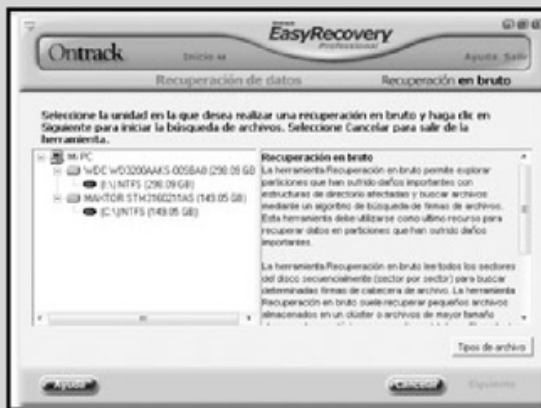 EasyRecovery
Professional
Ontrack
Inicio
Ayuda Salir
Recuperación de datos
Recuperación en bruto
Seleccione la unidad en la que desea realizar una recuperación en bruto y haga clic en
Siguiente para iniciar la búsqueda de archivos. Seleccione Cancelar para salir de la
herramienta.
Mi PC
WDC WD3200AAKS-00SBA0 (298.09 GB
(I:\) NTFS (298.09 GB)
MAXTOR STM3160211AS (149.05 GB)
(C:\) NTFS (149.05 GB)
Recuperación en bruto
La herramienta Recuperación en bruto permite explorar
particiones que han sufrido daños importantes con
estructuras de directorio afectadas y buscar archivos
mediante un algoritmo de búsqueda de firmas de archivos.
Esta herramienta debe utilizarse como último recurso para
recuperar datos en particiones que han sufrido daños
importantes.
La herramienta Recuperación en bruto lee todos los sectores
del disco secuencialmente (sector por sector) para buscar
determinadas firmas de cabecera de archivo. La herramienta
Recuperación en bruto suele recuperar pequeños archivos
almacenados en un clúster o archivos de mayor tamaño
Tipos de archivo
Ayuda
Cancelar
Siguiente